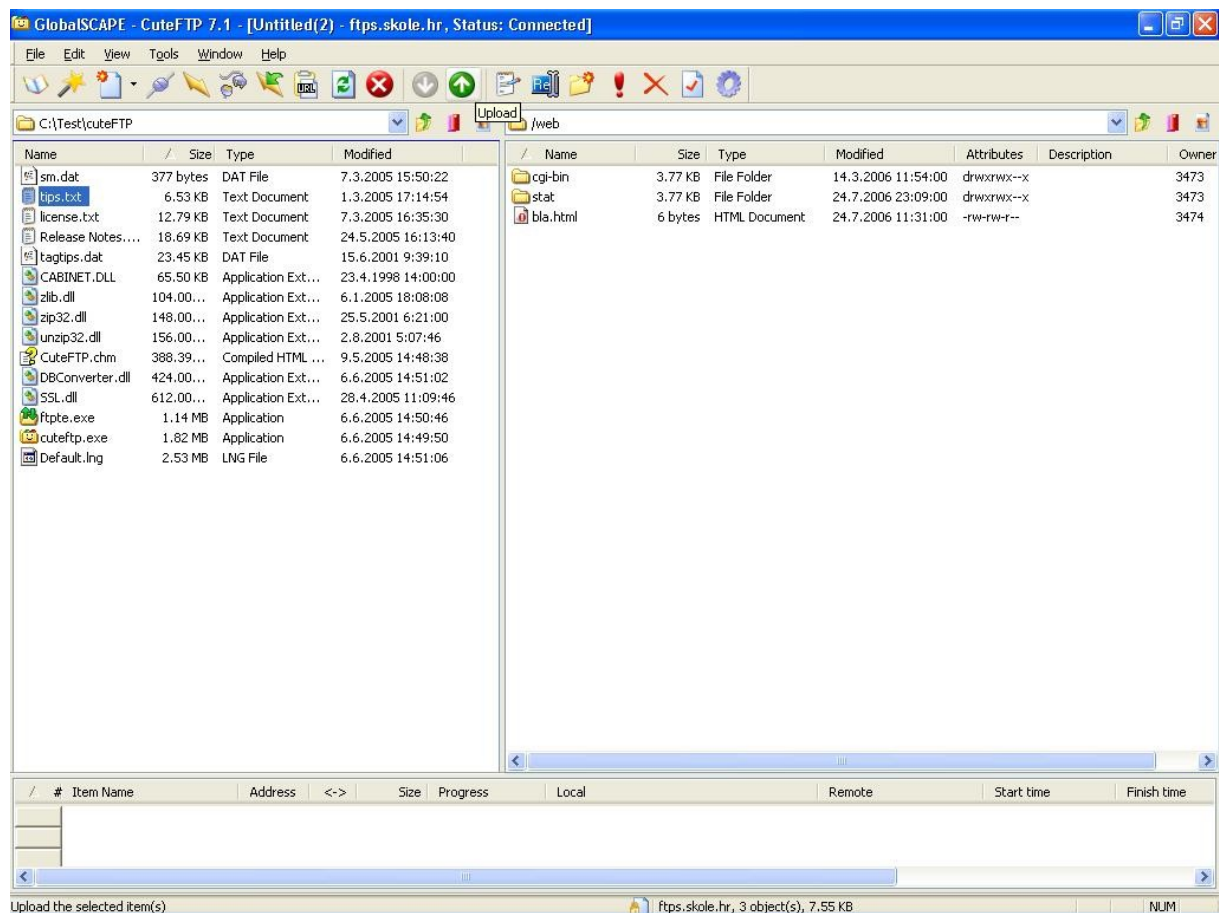 GlobalSCAPE - CuteFTP 7.1 - [Untitled(2) - ftps.skole.hr, Status: Connected]
File Edit View Tools Window Help
URL
Upload
C:\Test\cuteFTP
/web
Name / Size Type Modified
sm.dat 377 bytes DAT File 7.3.2005 15:50:22
tips.txt 6.53 KB Text Document 1.3.2005 17:14:54
license.txt 12.79 KB Text Document 7.3.2005 16:35:30
Release Notes.... 18.69 KB Text Document 24.5.2005 16:13:40
tagtips.dat 23.45 KB DAT File 15.6.2001 9:39:10
CABINET.DLL 65.50 KB Application Ext... 23.4.1998 14:00:00
zlib.dll 104.00... Application Ext... 6.1.2005 18:08:08
zip32.dll 148.00... Application Ext... 25.5.2001 6:21:00
unzip32.dll 156.00... Application Ext... 2.8.2001 5:07:46
CuteFTP.chm 388.39... Compiled HTML ... 9.5.2005 14:48:38
DBConverter.dll 424.00... Application Ext... 6.6.2005 14:51:02
SSL.dll 612.00... Application Ext... 28.4.2005 11:09:46
ftpte.exe 1.14 MB Application 6.6.2005 14:50:46
cuteftp.exe 1.82 MB Application 6.6.2005 14:49:50
Default.lng 2.53 MB LNG File 6.6.2005 14:51:06
/ Name Size Type Modified Attributes Description Owner
cgi-bin 3.77 KB File Folder 14.3.2006 11:54:00 drwxrwx--x 3473
stat 3.77 KB File Folder 24.7.2006 23:09:00 drwxrwx--x 3473
bla.html 6 bytes HTML Document 24.7.2006 11:31:00 -rw-rw-r-- 3474
/ # Item Name Address <-> Size Progress Local Remote Start time Finish time
Upload the selected item(s)
ftps.skole.hr, 3 object(s), 7.55 KB
NUM